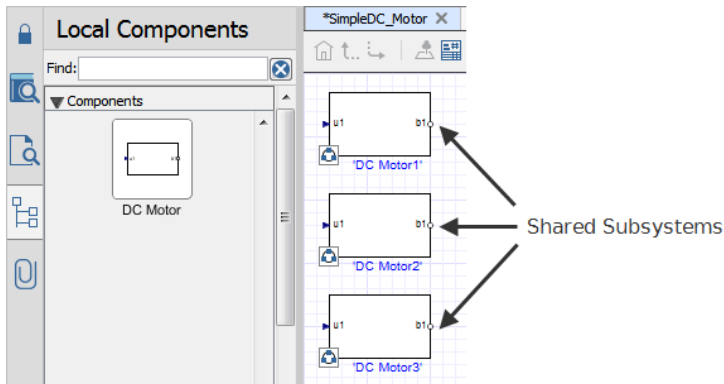 Local Components
Find:
Components
DC Motor
*SimpleDC_Motor
u1 b1
'DC Motor1'
u1 b1
'DC Motor2'
u1 b1
'DC Motor3'
Shared Subsystems